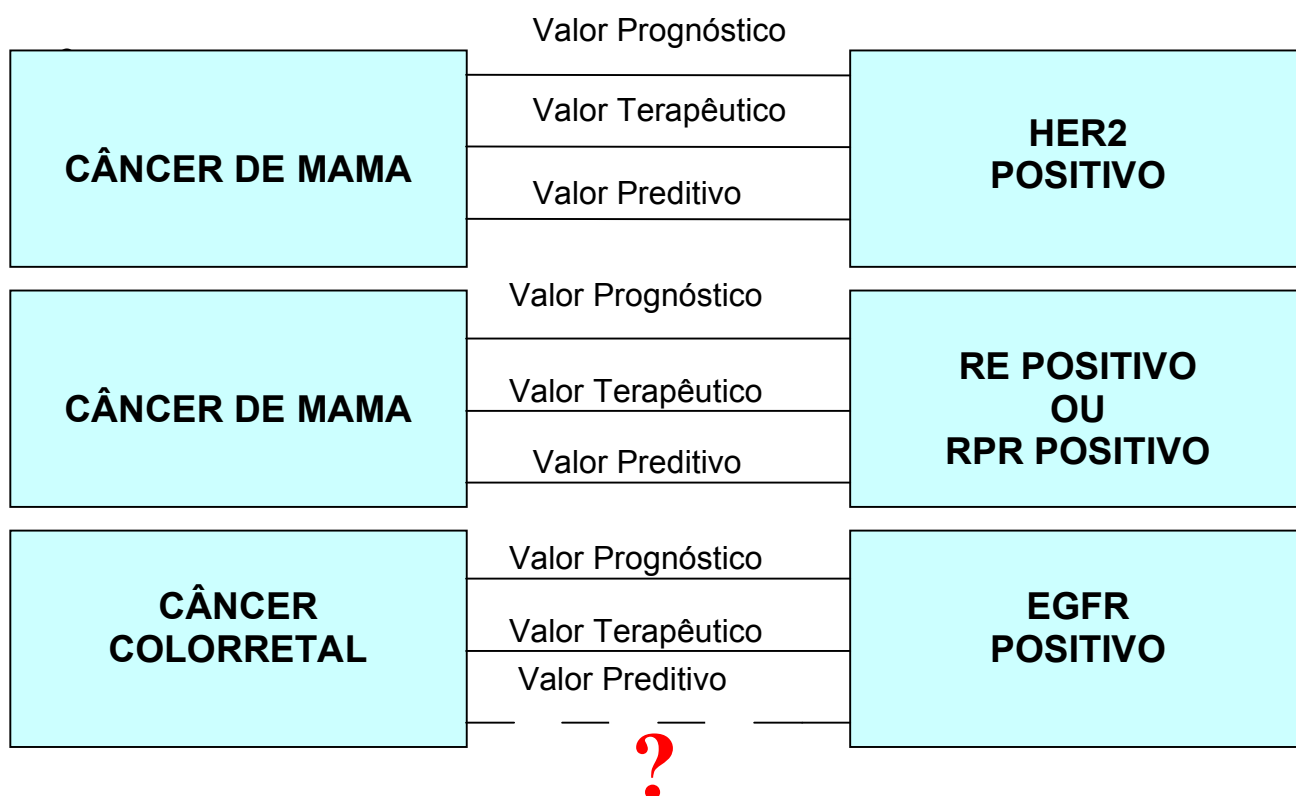 Valor Prognóstico
CÂNCER DE MAMA
Valor Terapêutico
Valor Preditivo
HER2
POSITIVO
Valor Prognóstico
CÂNCER DE MAMA
Valor Terapêutico
Valor Preditivo
RE POSITIVO
OU
RPR POSITIVO
Valor Prognóstico
CÂNCER
COLORRETAL
Valor Terapêutico
Valor Preditivo
EGFR
POSITIVO
?